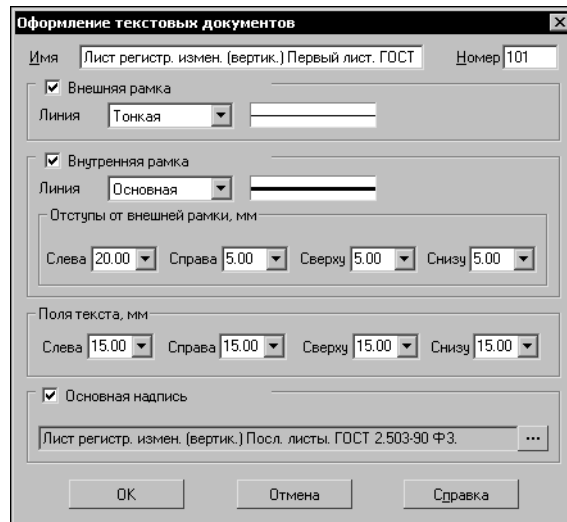 Оформление текстовых документов
Имя Лист регистр. измен. (вертик.) Первый лист. ГОСТ Номер 101
Внешняя рамка
Линия Тонкая
Внутренняя рамка
Линия Основная
Отступы от внешней рамки, мм
Слева 20.00 Справа 5.00 Сверху 5.00 Снизу 5.00
Поля текста, мм
Слева 15.00 Справа 15.00 Сверху 15.00 Снизу 15.00
Основная надпись
Лист регистр. измен. (вертик.) Посл. листы. ГОСТ 2.503-90 Ф3. ...
OK Отмена Справка